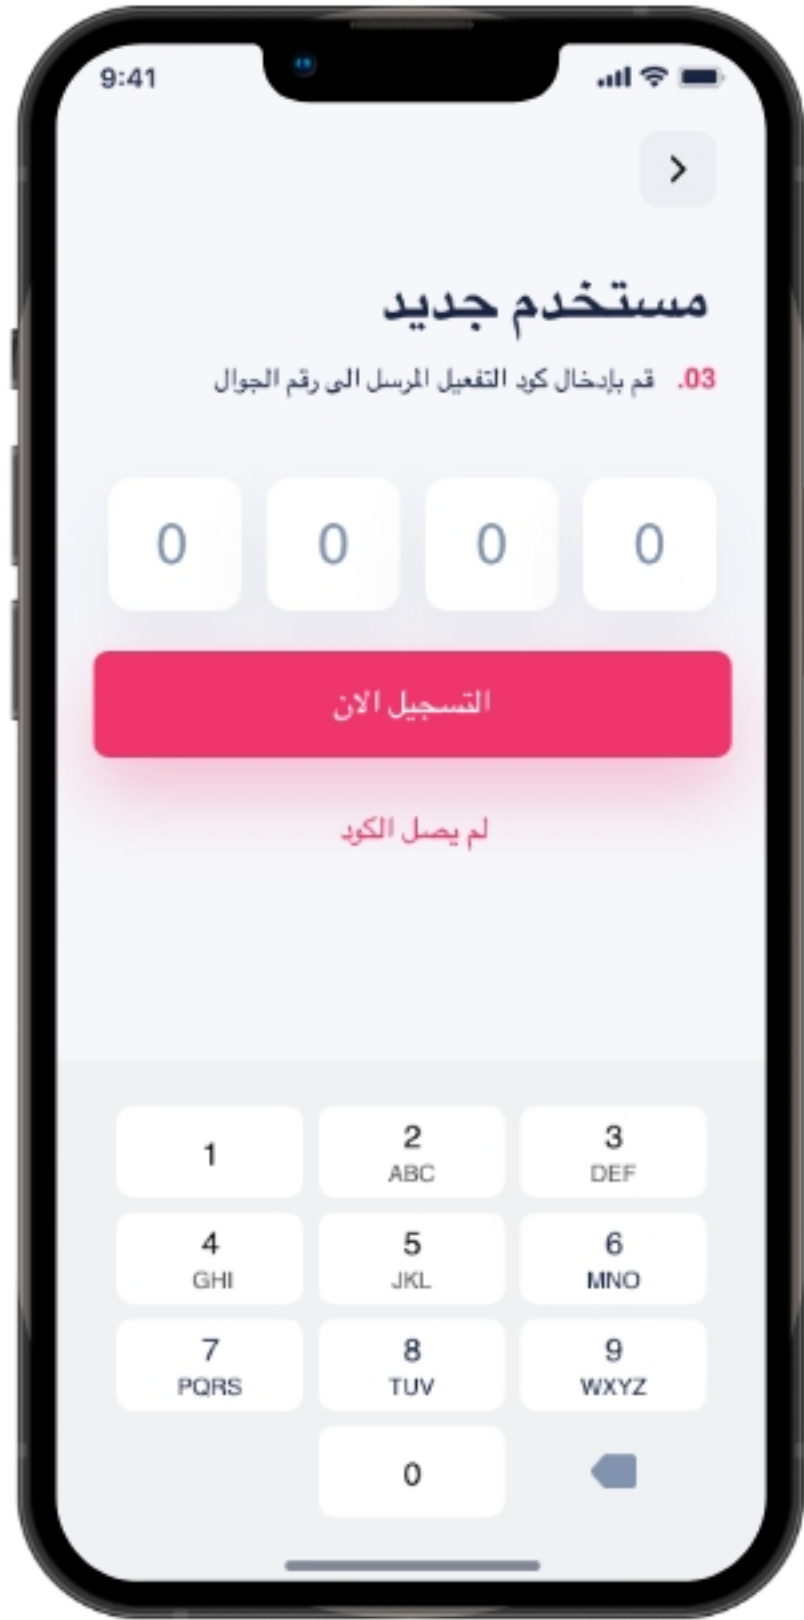 9:41
مستخدم جديد
03. قم بإدخال كود التفعيل المرسل الى رقم الجوال
0 0 0 0
التسجيل الان
لم يصل الكود
1 2 3
ABC DEF
4 5 6
GHI JKL MNO
7 8 9
PQRS TUV WXYZ
0